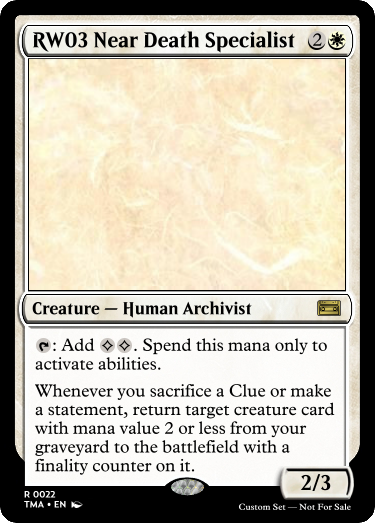 RW03 Near Death Specialist 2
Creature — Human Archivist
: Add . Spend this mana only to
activate abilities.
Whenever you sacrifice a Clue or make
a statement, return target creature card
with mana value 2 or less from your
graveyard to the battlefield with a
finality counter on it.
2/3
R 0022
TMA • EN
Custom Set — Not For Sale